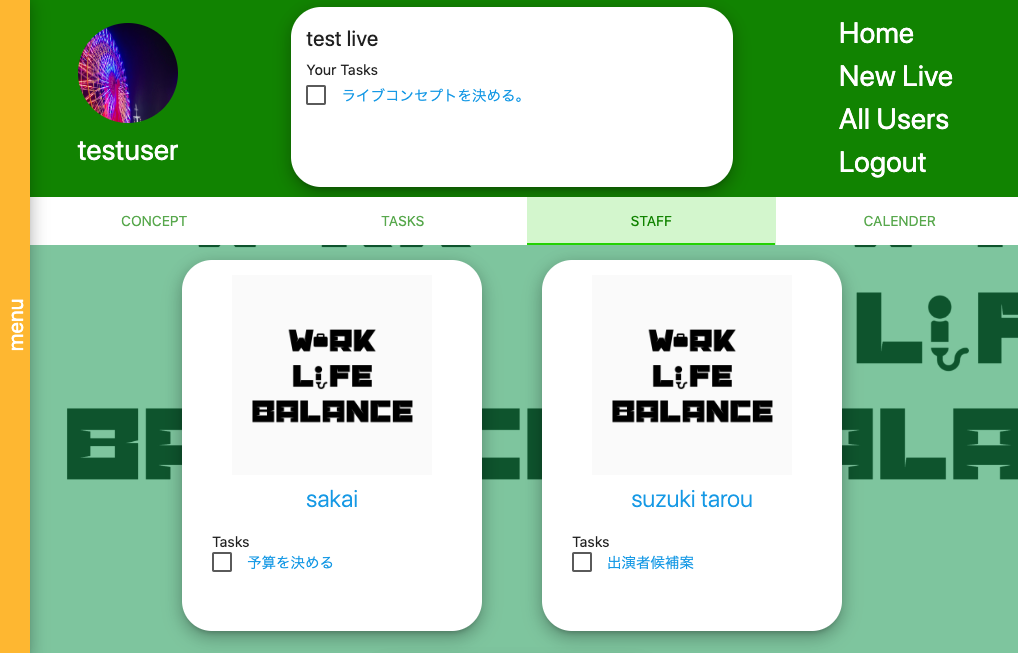 menu
testuser
test live
Your Tasks
ライブコンセプトを決める。
Home
New Live
All Users
Logout
CONCEPT
TASKS
STAFF
CALENDER
WORK
LiFE
BALANCE
sakai
Tasks
予算を決める
WORK
LiFE
BALANCE
suzuki tarou
Tasks
出演者候補案